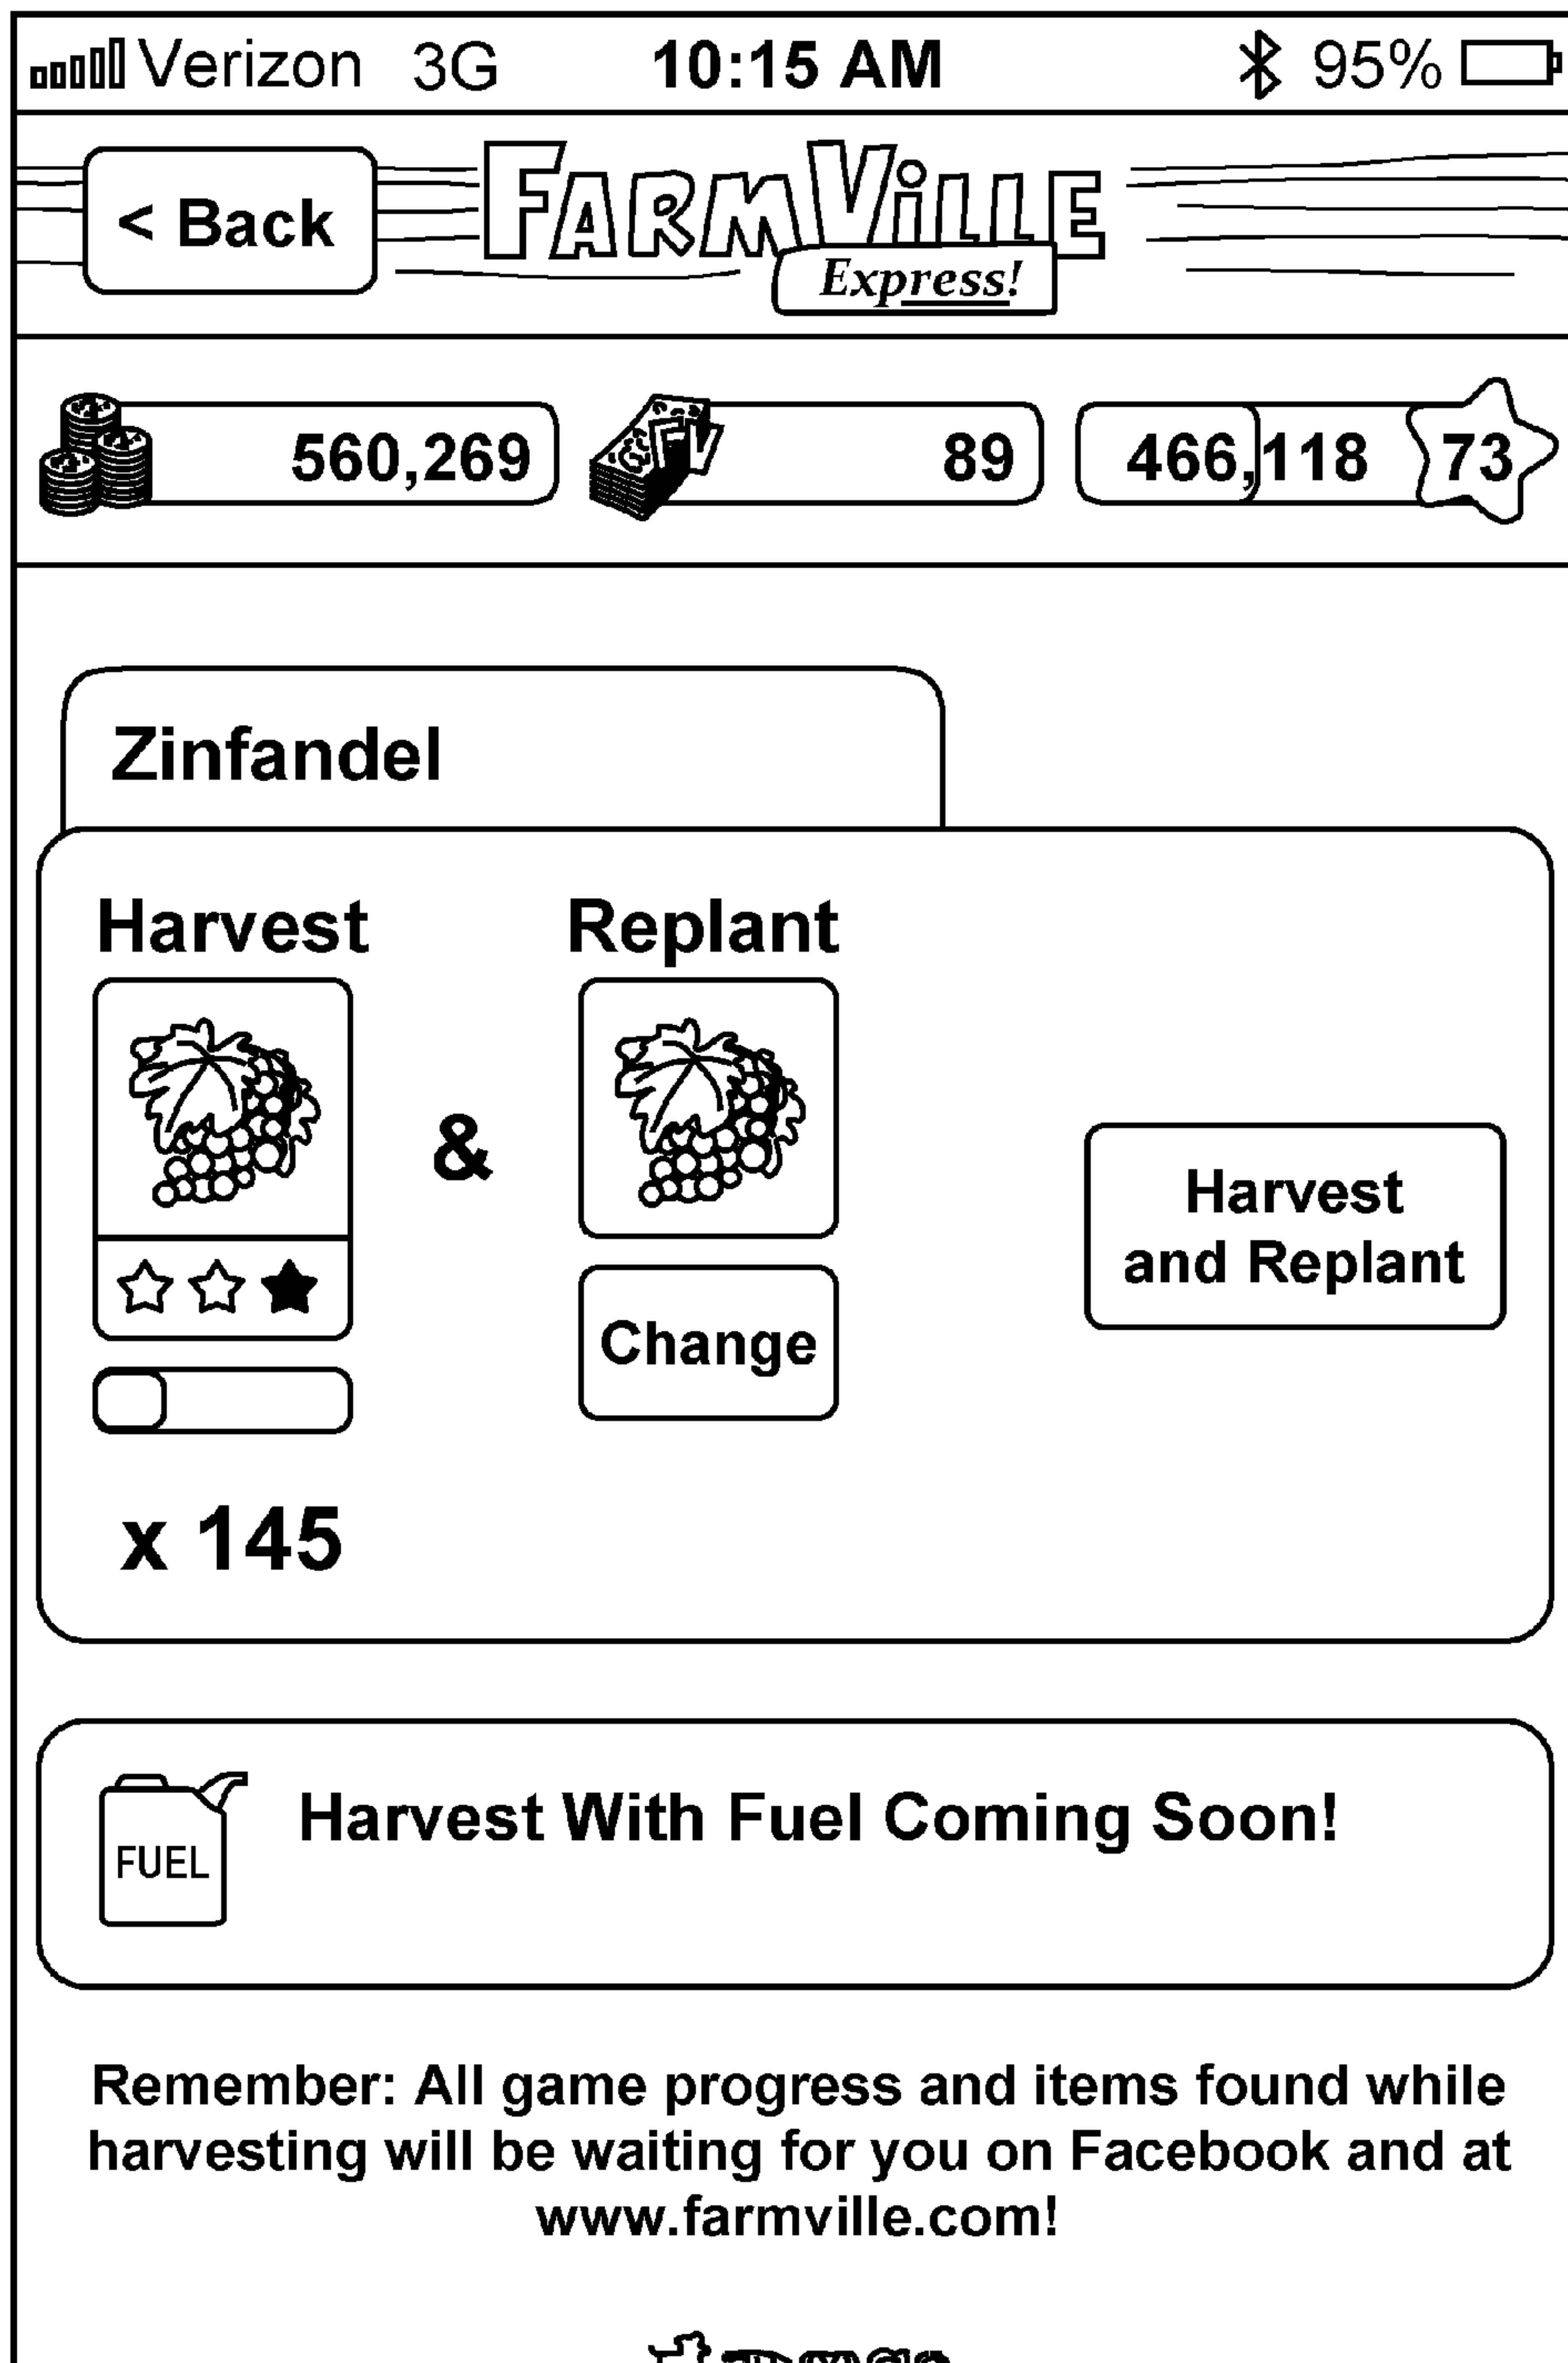 Verizon 3G 10:15 AM 95%
< Back
FARMVILLE
Express!
560,269 89 466,118 73
Zinfandel
Harvest Replant
&
Harvest
and Replant
Change
x 145
FUEL
Harvest With Fuel Coming Soon!
Remember: All game progress and items found while
harvesting will be waiting for you on Facebook and at
www.farmville.com!